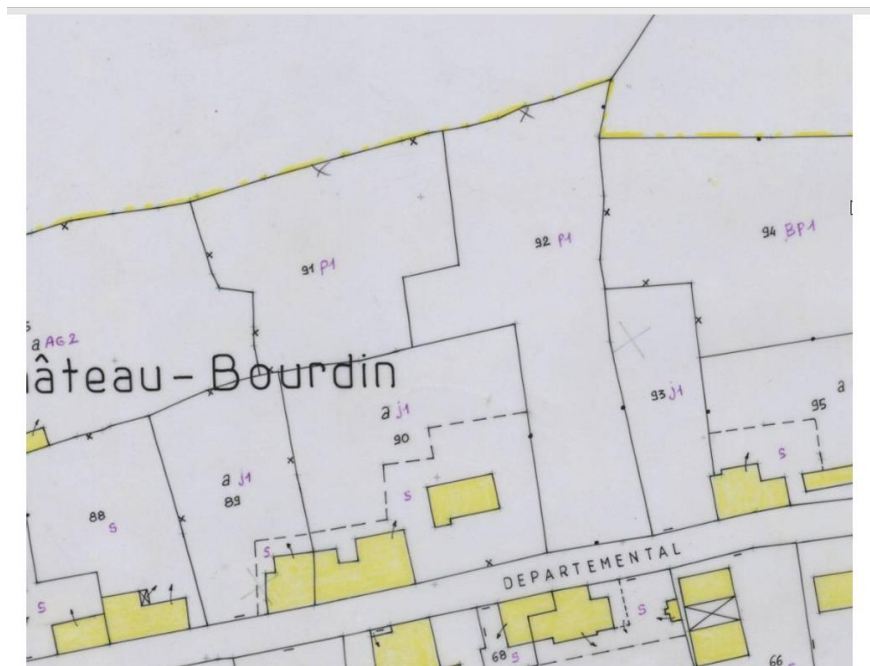 94 BP1
92 P1
91 P1
a AG2
âteau-Bourdin
93 j1
a
95
a j1
90
s
a j1
89
s
88
s
s
s
DEPARTEMENTAL
s
68 s
66